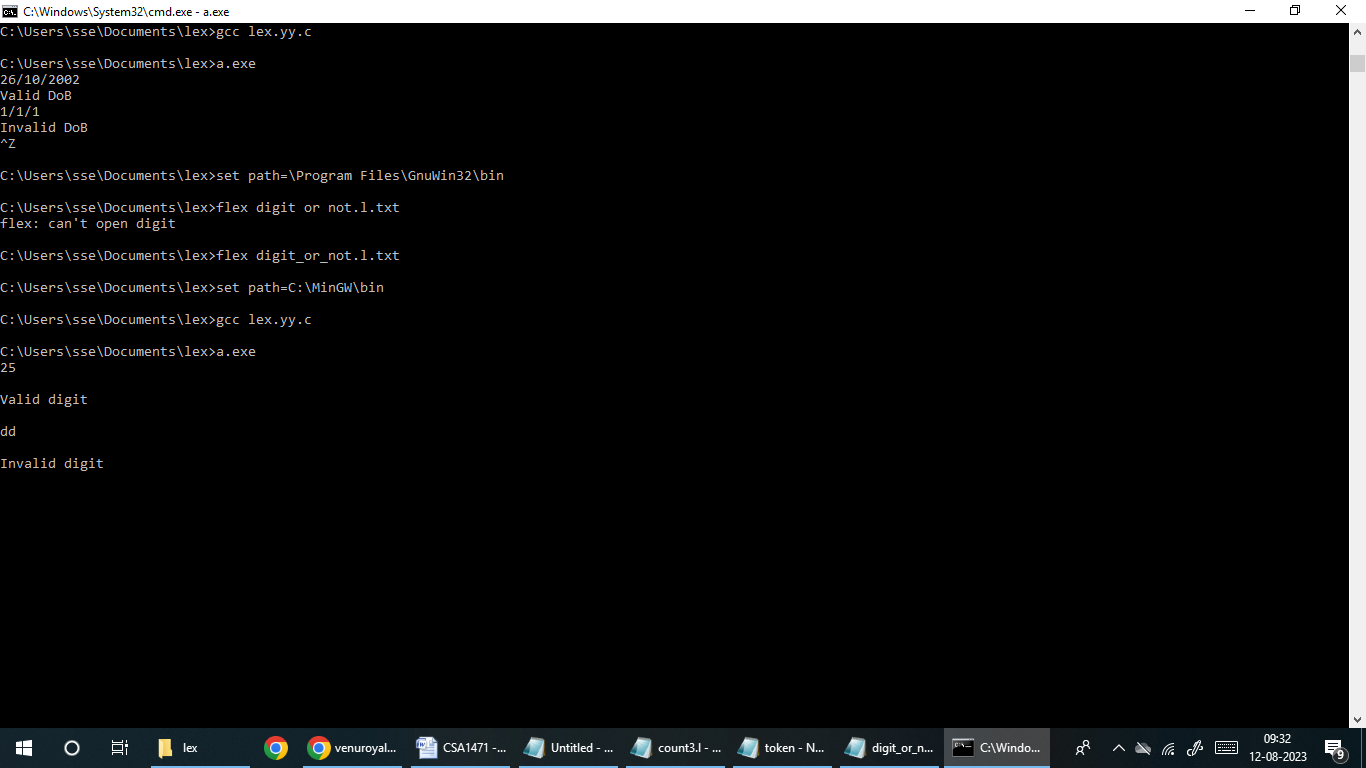 C:\Windows\System32\cmd.exe - a.exe
C:\Users\sse\Documents\lex>gcc lex.yy.c
C:\Users\sse\Documents\lex>a.exe
26/10/2002
Valid DoB
1/1/1
Invalid DoB
^Z
C:\Users\sse\Documents\lex>set path=\Program Files\GnuWin32\bin
C:\Users\sse\Documents\lex>flex digit or not.l.txt
flex: can't open digit
C:\Users\sse\Documents\lex>flex digit_or_not.l.txt
C:\Users\sse\Documents\lex>set path=C:\MinGW\bin
C:\Users\sse\Documents\lex>gcc lex.yy.c
C:\Users\sse\Documents\lex>a.exe
25
Valid digit
dd
Invalid digit
lex venuroyal... CSA1471 -... Untitled - ... count3.l - ... token - N... digit_or_n... C:\Windo... 09:32
12-08-2023 9